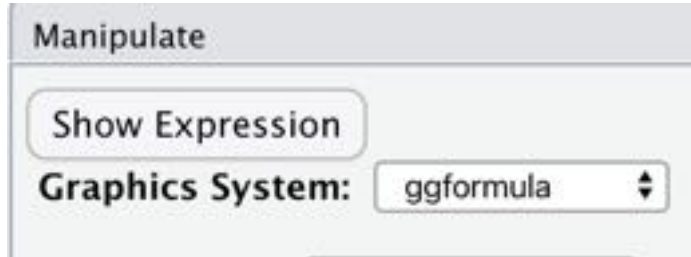 Manipulate
Show Expression
Graphics System: ggformula